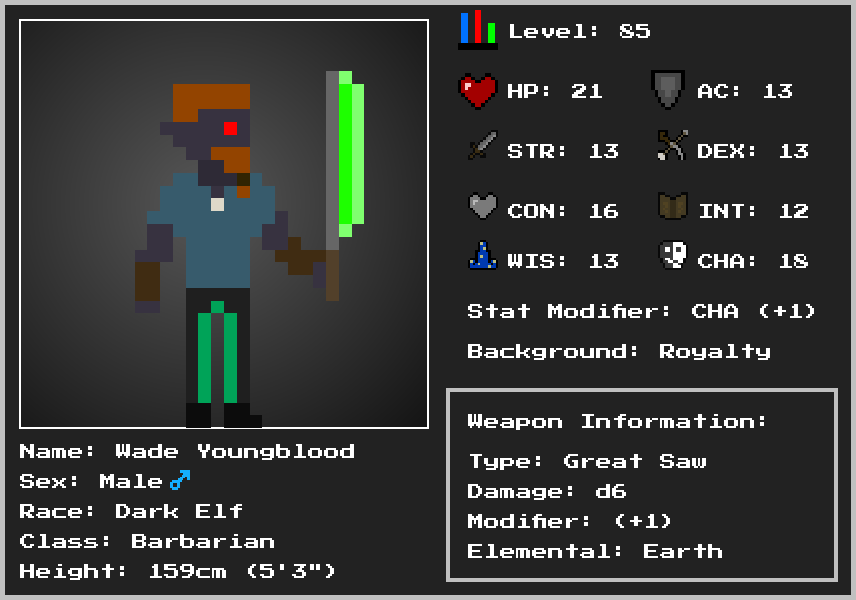 Level: 85
HP: 21 AC: 13
STR: 13 DEX: 13
CON: 16 INT: 12
WIS: 13 CHA: 18
Stat Modifier: CHA (+1)
Background: Royalty
Weapon Information:
Type: Great Saw
Damage: d6
Modifier: (+1)
Elemental: Earth
Name: Wade Youngblood
Sex: Male♂
Race: Dark Elf
Class: Barbarian
Height: 159cm (5'3")